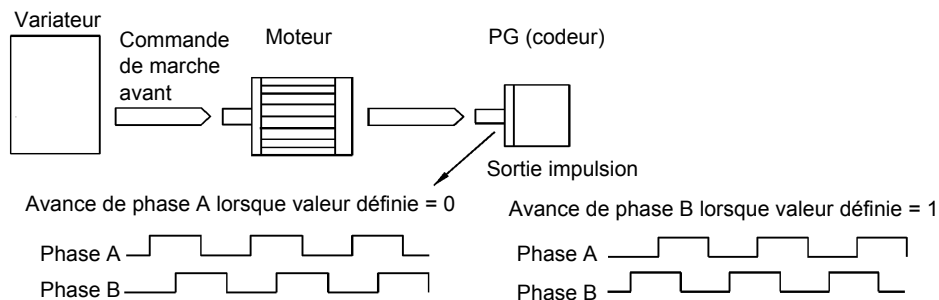 Variateur
Commande
de marche
avant
Moteur
PG (codeur)
Sortie impulsion
Avance de phase A lorsque valeur définie = 0
Phase A
Phase B
Avance de phase B lorsque valeur définie = 1
Phase A
Phase B